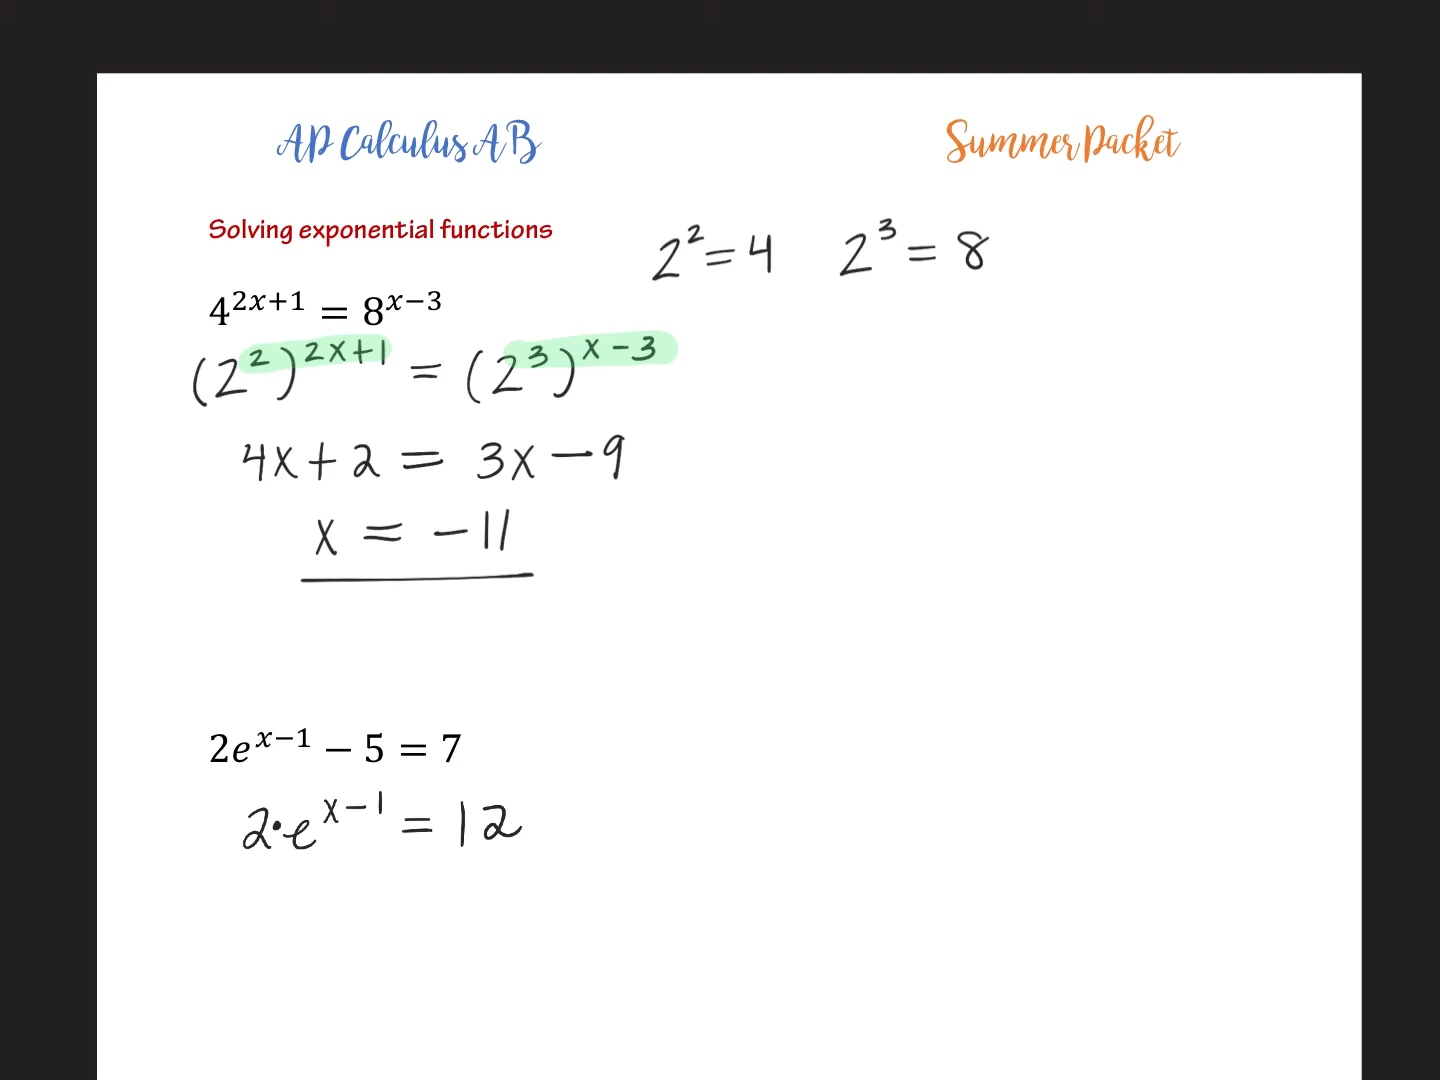 AP Calculus AB Summer Packet
Solving exponential functions
2² = 4 2³ = 8
4^{2x+1} = 8^{x−3}
(2²)^{2x+1} = (2³)^{x−3}
4x + 2 = 3x − 9
x = −11
2e^{x−1} − 5 = 7
2·e^{x−1} = 12